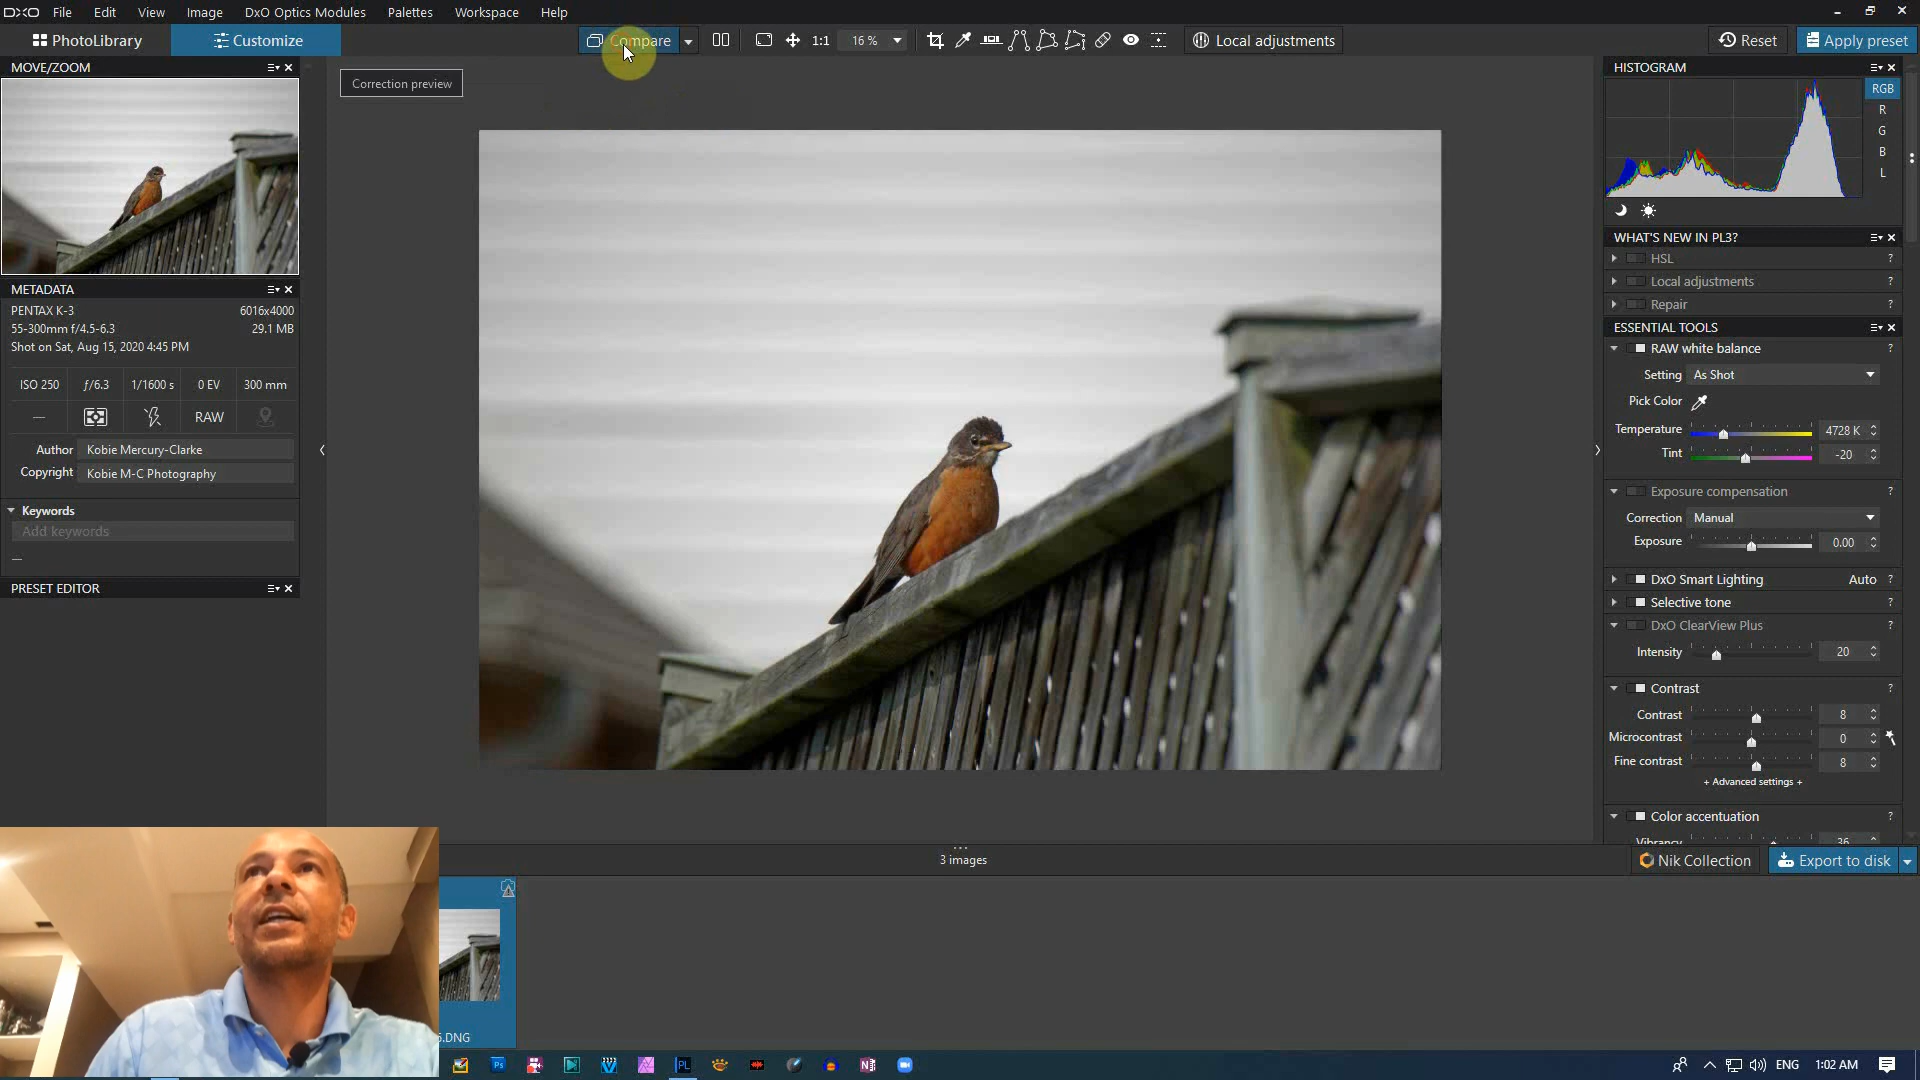 DxO File Edit View Image DxO Optics Modules Palettes Workspace Help
PhotoLibrary Customize Compare 1:1 16 % Local adjustments Reset Apply preset
MOVE/ZOOM
Correction preview
METADATA
PENTAX K-3 6016x4000
55-300mm f/4.5-6.3 29.1 MB
Shot on Sat, Aug 15, 2020 4:45 PM
ISO 250 ƒ/6.3 1/1600 s 0 EV 300 mm
— RAW
Author Kobie Mercury-Clarke
Copyright Kobie M-C Photography
Keywords
Add keywords
—
PRESET EDITOR
HISTOGRAM
RGB
R
G
B
L
WHAT'S NEW IN PL3?
HSL ?
Local adjustments ?
Repair ?
ESSENTIAL TOOLS
RAW white balance ?
Setting As Shot
Pick Color
Temperature 4728 K
Tint -20
Exposure compensation ?
Correction Manual
Exposure 0.00
DxO Smart Lighting Auto ?
Selective tone ?
DxO ClearView Plus ?
Intensity 20
Contrast ?
Contrast 8
Microcontrast 0
Fine contrast 8
+ Advanced settings +
Color accentuation ?
Vibrancy 36
3 images
Nik Collection Export to disk
.DNG
Ps PL N
ENG 1:02 AM